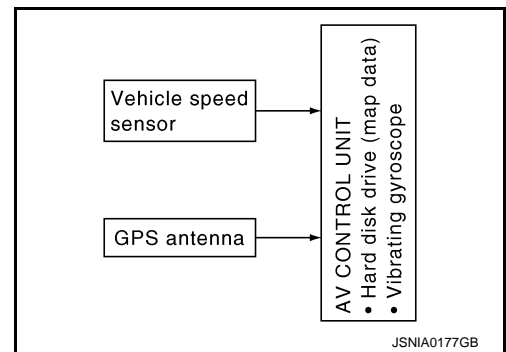 Vehicle speed
sensor
GPS antenna
AV CONTROL UNIT
• Hard disk drive (map data)
• Vibrating gyroscope
JSNIA0177GB